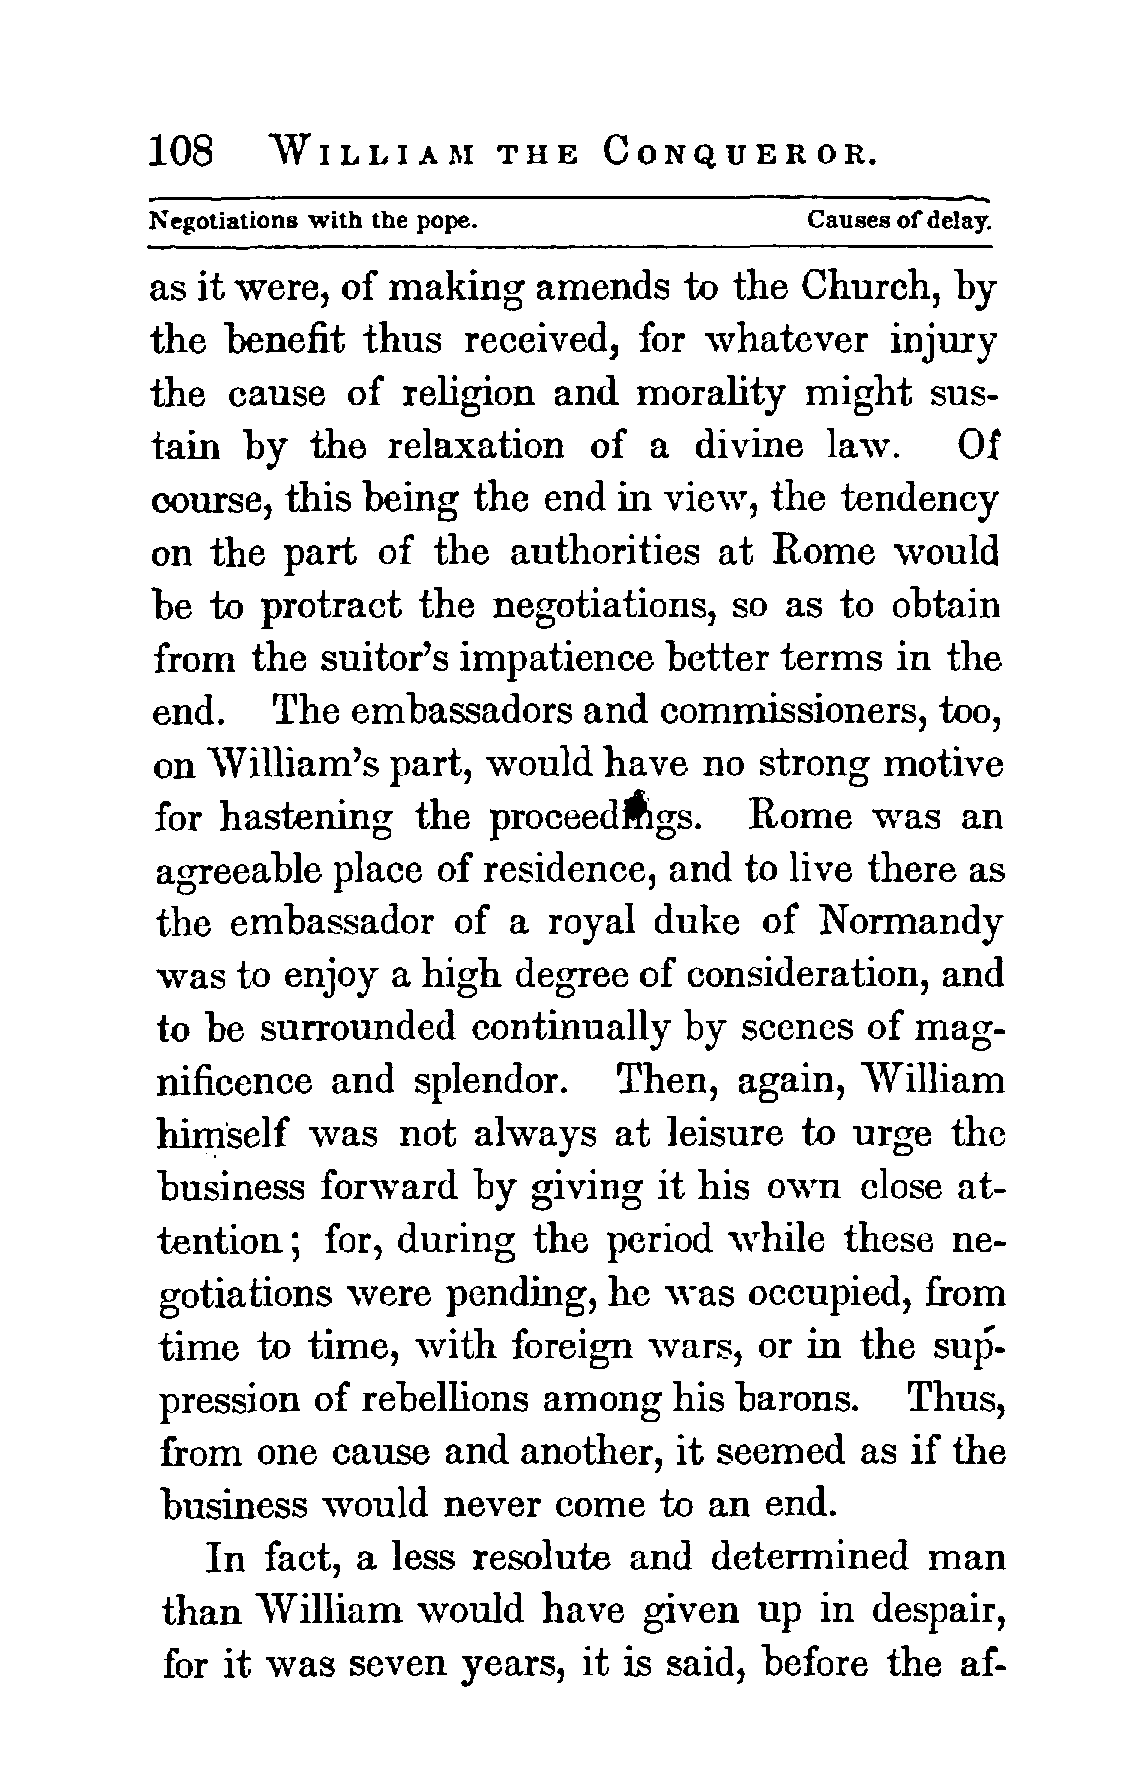 108 William the Conqueror.
Negotiations with the pope. Causes of delay.
as it were, of making amends to the Church, by
the benefit thus received, for whatever injury
the cause of religion and morality might sus-
tain by the relaxation of a divine law. Of
course, this being the end in view, the tendency
on the part of the authorities at Rome would
be to protract the negotiations, so as to obtain
from the suitor's impatience better terms in the
end. The embassadors and commissioners, too,
on William's part, would have no strong motive
for hastening the proceedings. Rome was an
agreeable place of residence, and to live there as
the embassador of a royal duke of Normandy
was to enjoy a high degree of consideration, and
to be surrounded continually by scenes of mag-
nificence and splendor. Then, again, William
himself was not always at leisure to urge the
business forward by giving it his own close at-
tention; for, during the period while these ne-
gotiations were pending, he was occupied, from
time to time, with foreign wars, or in the sup-
pression of rebellions among his barons. Thus,
from one cause and another, it seemed as if the
business would never come to an end.
In fact, a less resolute and determined man
than William would have given up in despair,
for it was seven years, it is said, before the af-